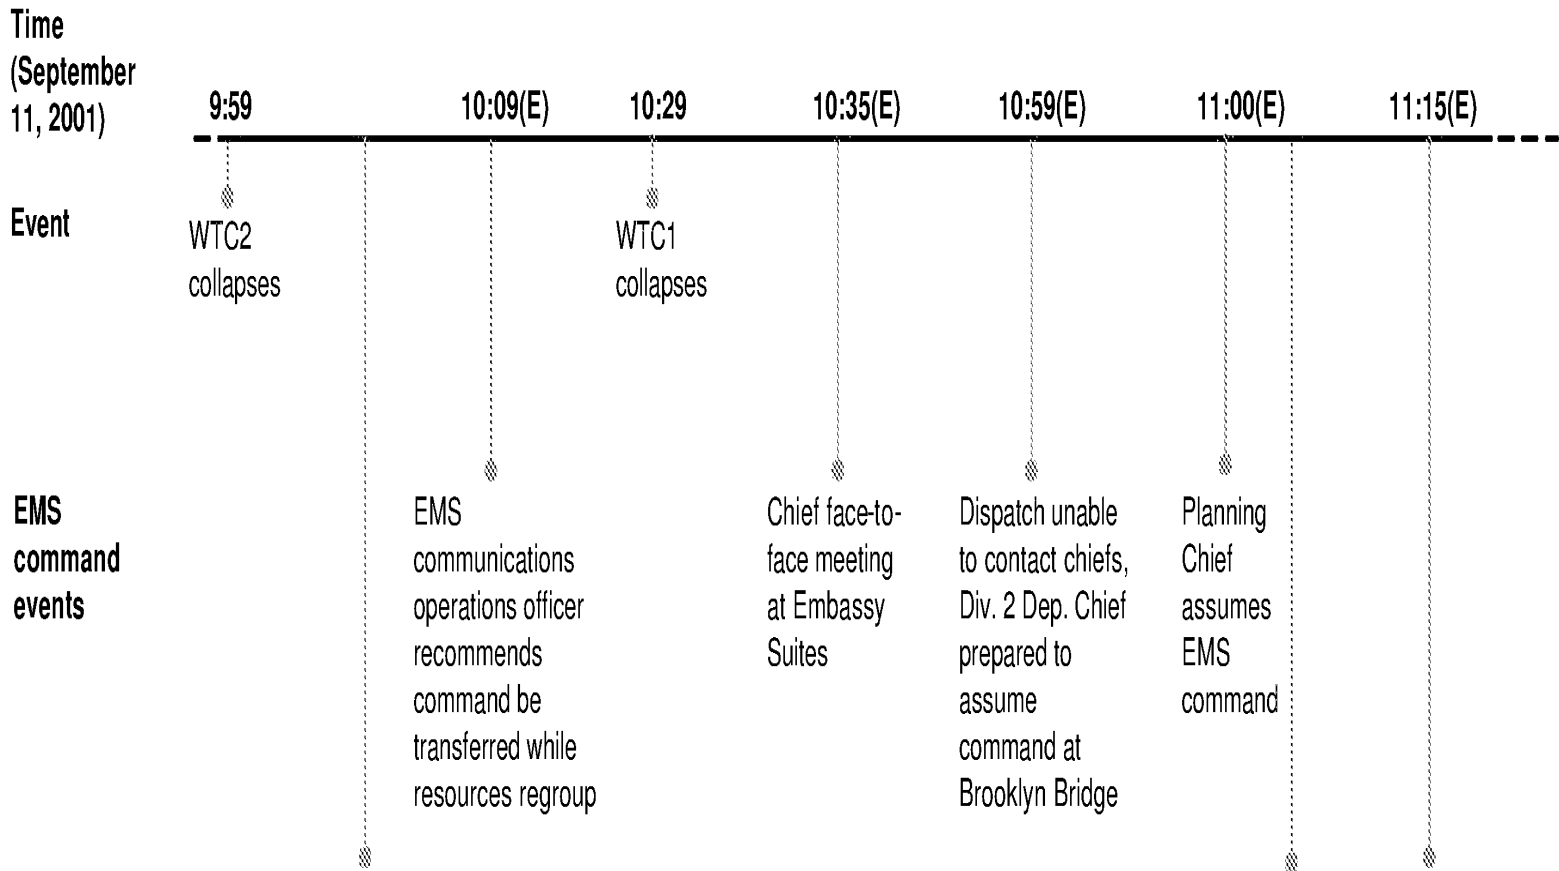 Time
(September
11, 2001)
9:59
10:09(E)
10:29
10:35(E)
10:59(E)
11:00(E)
11:15(E)
Event
WTC2
collapses
WTC1
collapses
EMS
command
events
EMS
communications
operations officer
recommends
command be
transferred while
resources regroup
Chief face-to-
face meeting
at Embassy
Suites
Dispatch unable
to contact chiefs,
Div. 2 Dep. Chief
prepared to
assume
command at
Brooklyn Bridge
Planning
Chief
assumes
EMS
command